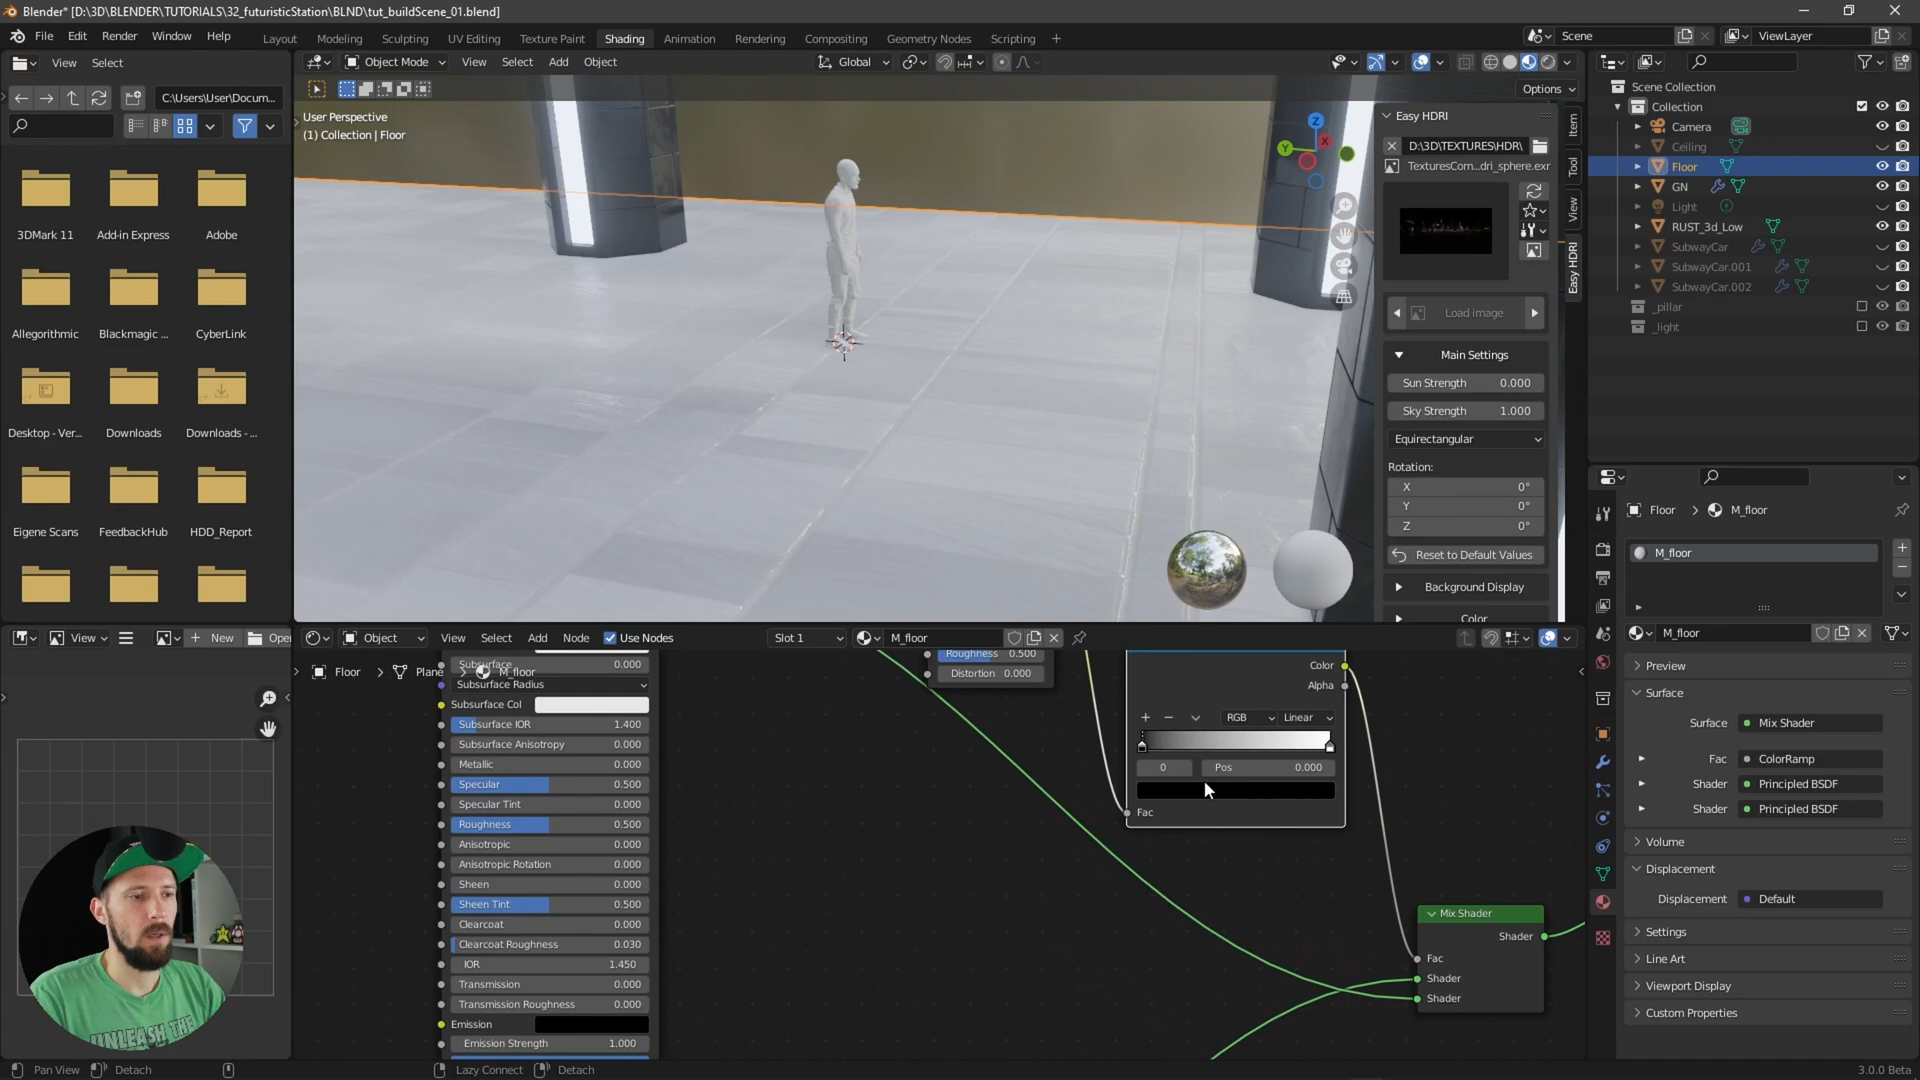 Blender* [D:\3D\BLENDER\TUTORIALS\32_futuristicStation\BLND\tut_buildScene_01.blend]
File Edit Render Window Help
Layout Modeling Sculpting UV Editing Texture Paint Shading Animation Rendering Compositing Geometry Nodes Scripting +
Scene ViewLayer
View Select
Object Mode View Select Add Object Global
C:\Users\User\Docum...
Options
3DMark 11 Add-in Express Adobe
Allegorithmic Blackmagic ... CyberLink
Desktop - Ver... Downloads Downloads - ...
Eigene Scans FeedbackHub HDD_Report
User Perspective
(1) Collection | Floor
Z
X
Y
Easy HDRI
D:\3D\TEXTURES\HDR\
TexturesCom...dri_sphere.exr
Load image
Main Settings
Sun Strength 0.000
Sky Strength 1.000
Equirectangular
Rotation:
X 0°
Y 0°
Z 0°
Reset to Default Values
Background Display
Color
Item
Tool
View
Easy HDRI
Scene Collection
Collection
Camera
Ceiling
Floor
GN
Light
RUST_3d_Low
SubwayCar
SubwayCar.001
SubwayCar.002
_pillar
_light
Floor > M_floor
M_floor
M_floor
Preview
Surface
Surface Mix Shader
Fac ColorRamp
Shader Principled BSDF
Shader Principled BSDF
Volume
Displacement
Displacement Default
Settings
Line Art
Viewport Display
Custom Properties
View New Open
Object View Select Add Node Use Nodes Slot 1 M_floor
Floor > Plane > M_floor
Subsurface 0.000
Subsurface Radius
Subsurface Col
Subsurface IOR 1.400
Subsurface Anisotropy 0.000
Metallic 0.000
Specular 0.500
Specular Tint 0.000
Roughness 0.500
Anisotropic 0.000
Anisotropic Rotation 0.000
Sheen 0.000
Sheen Tint 0.500
Clearcoat 0.000
Clearcoat Roughness 0.030
IOR 1.450
Transmission 0.000
Transmission Roughness 0.000
Emission
Emission Strength 1.000
Roughness 0.500
Distortion 0.000
Color
Alpha
RGB Linear
0 Pos 0.000
Fac
Mix Shader
Shader
Fac
Shader
Shader
UNLEASH THE
Pan View Detach Lazy Connect Detach 3.0.0 Beta